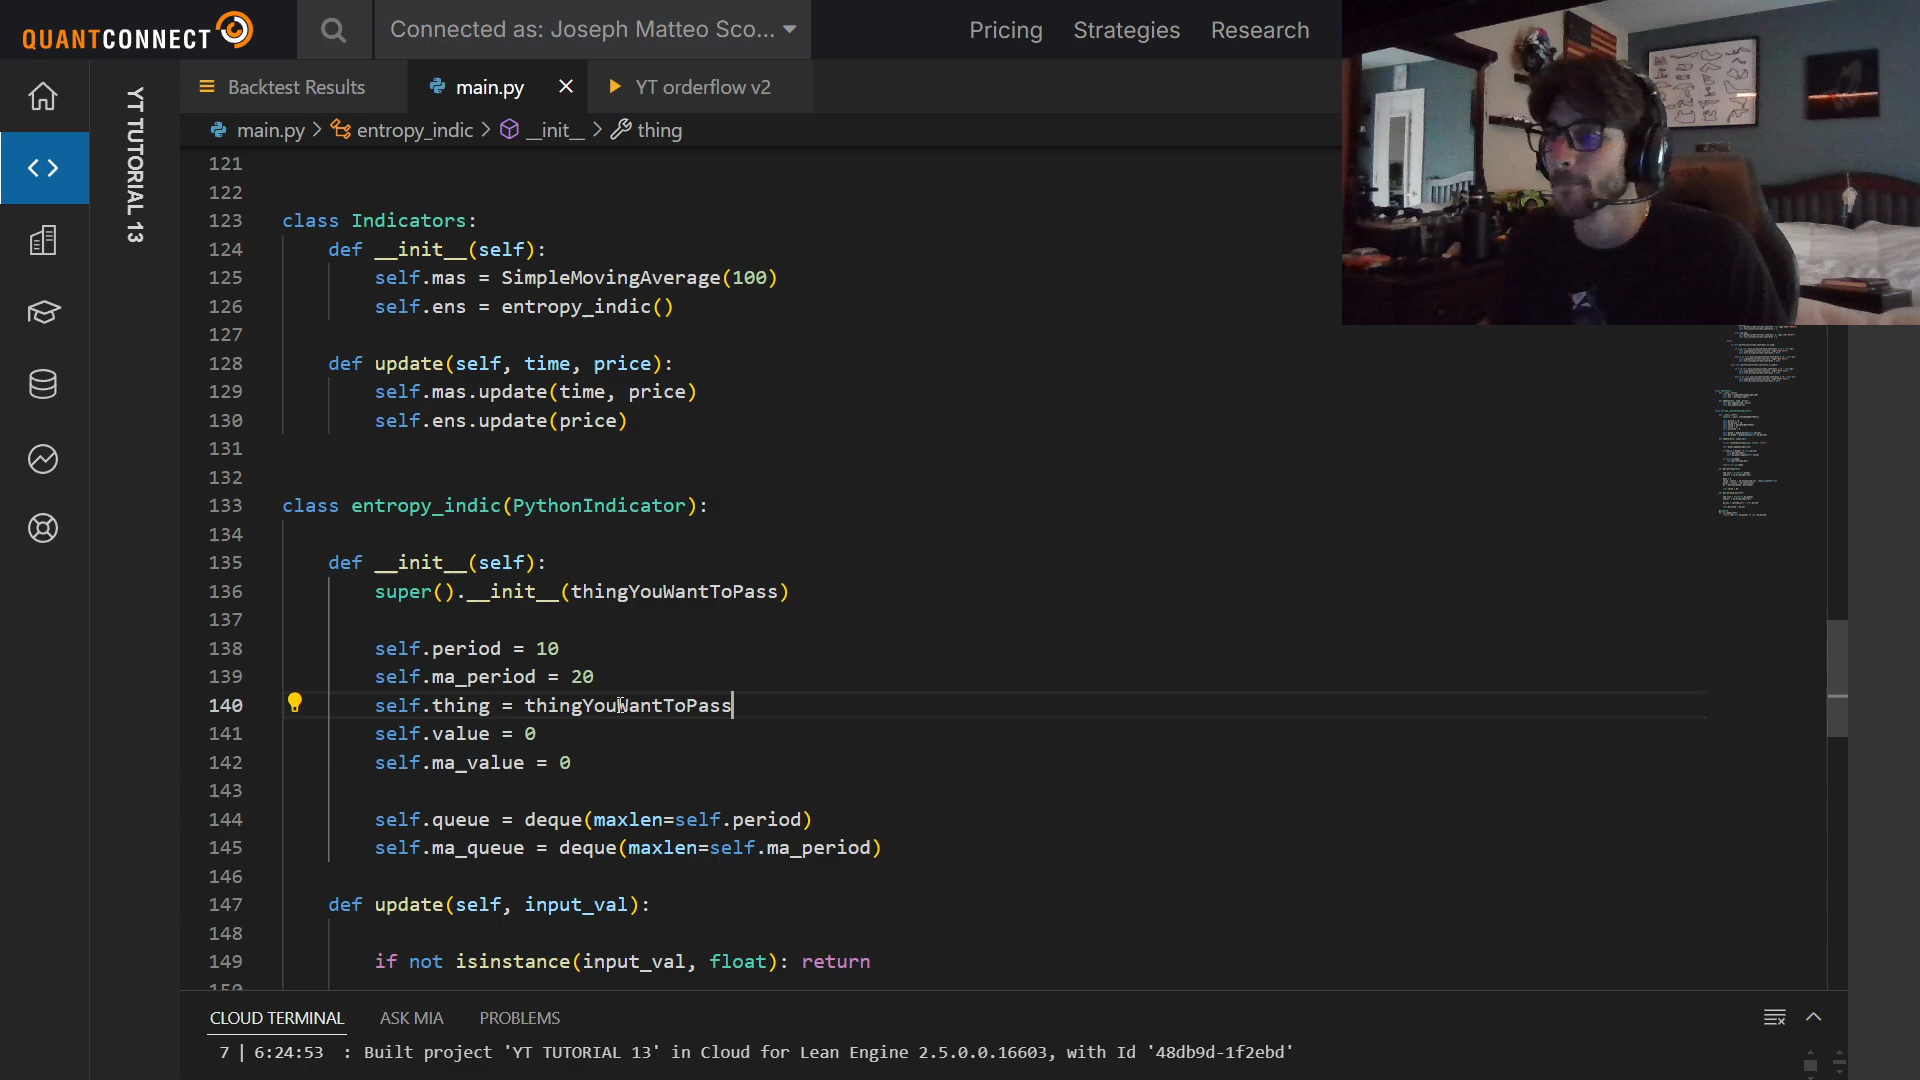 QUANTCONNECT
Connected as: Joseph Matteo Sco...
Pricing
Strategies
Research
YT TUTORIAL 13
Backtest Results
main.py
YT orderflow v2
main.py > entropy_indic > __init__ > thing
121
122
123 class Indicators:
124 def __init__(self):
125 self.mas = SimpleMovingAverage(100)
126 self.ens = entropy_indic()
127
128 def update(self, time, price):
129 self.mas.update(time, price)
130 self.ens.update(price)
131
132
133 class entropy_indic(PythonIndicator):
134
135 def __init__(self):
136 super().__init__(thingYouWantToPass)
137
138 self.period = 10
139 self.ma_period = 20
140 self.thing = thingYouWantToPass
141 self.value = 0
142 self.ma_value = 0
143
144 self.queue = deque(maxlen=self.period)
145 self.ma_queue = deque(maxlen=self.ma_period)
146
147 def update(self, input_val):
148
149 if not isinstance(input_val, float): return
150
CLOUD TERMINAL
ASK MIA
PROBLEMS
7 | 6:24:53 : Built project 'YT TUTORIAL 13' in Cloud for Lean Engine 2.5.0.0.16603, with Id '48db9d-1f2ebd'